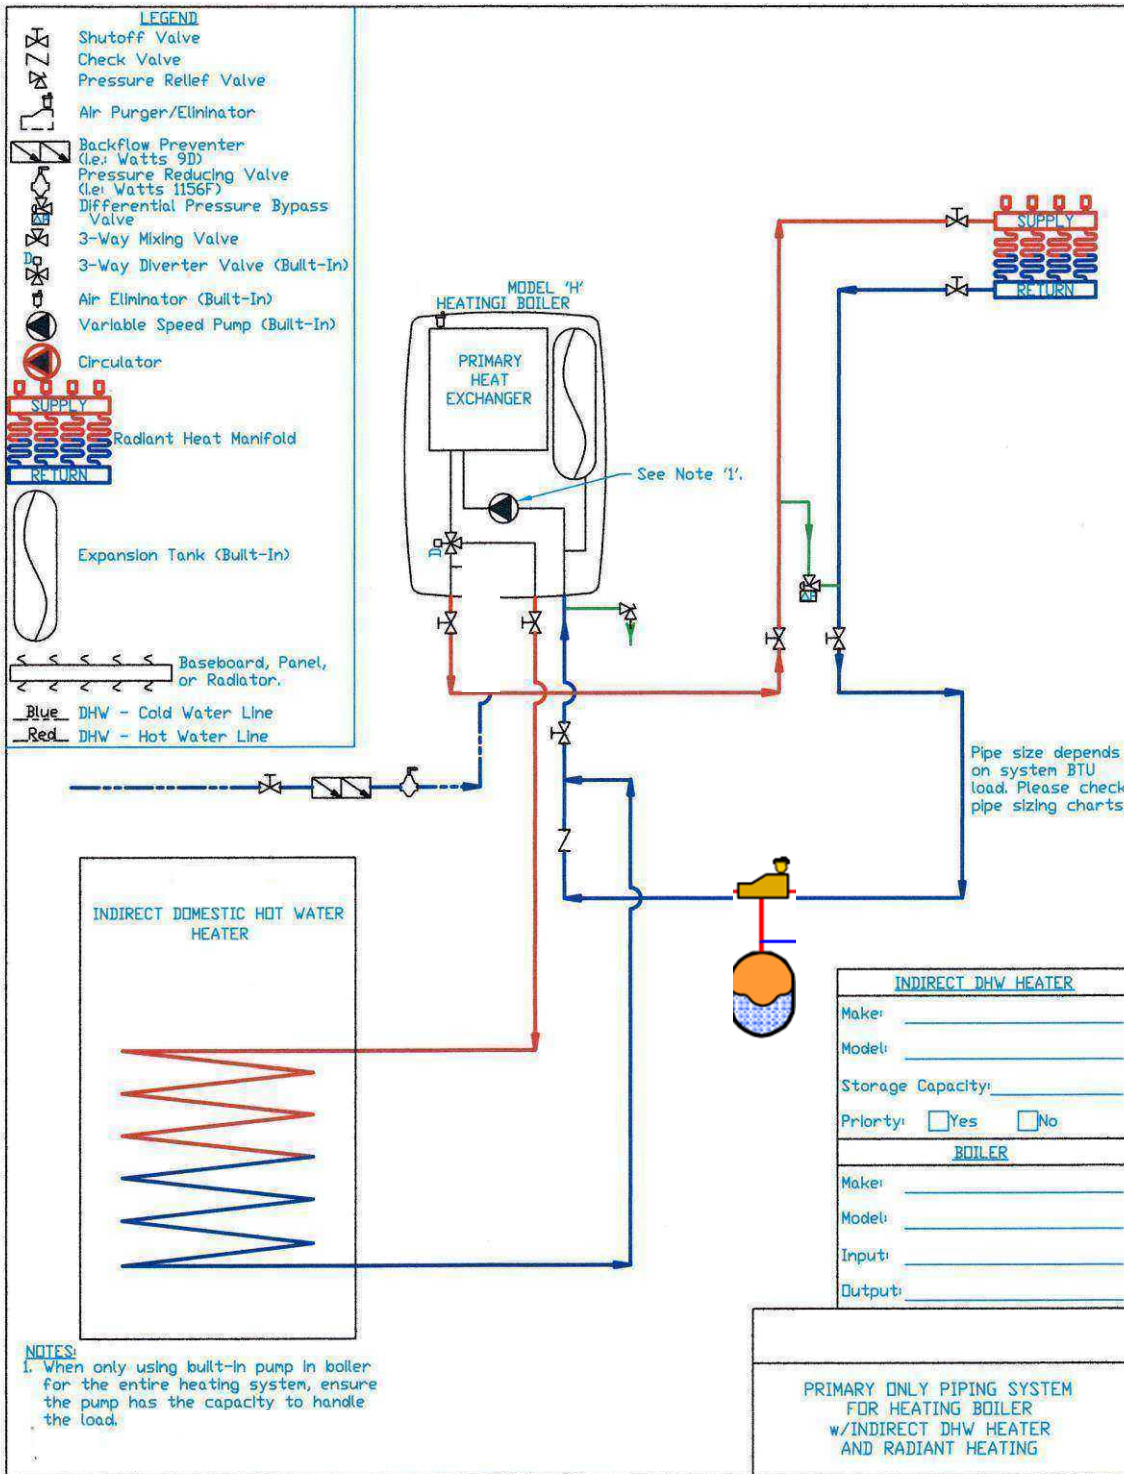 LEGEND
Shutoff Valve
Check Valve
Pressure Relief Valve
Air Purger/Elininator
Backflow Preventer
(i.e.: Watts 9D)
Pressure Reducing Valve
(i.e: Watts 1156F)
Differential Pressure Bypass
Valve
ΔP
3-Way Mixing Valve
D
3-Way Diverter Valve (Built-In)
Air Eliminator (Built-In)
Variable Speed Pump (Built-In)
Circulator
SUPPLY
Radiant Heat Manifold
RETURN
Expansion Tank (Built-In)
Baseboard, Panel,
or Radiator.
Blue DHW - Cold Water Line
Red DHW - Hot Water Line
MODEL 'H'
HEATINGI BOILER
PRIMARY
HEAT
EXCHANGER
See Note '1'.
D
SUPPLY
RETURN
ΔP
Pipe size depends
on system BTU
load. Please check
pipe sizing charts
INDIRECT DOMESTIC HOT WATER
HEATER
INDIRECT DHW HEATER
Make:
Model:
Storage Capacity:
Priorty: Yes No
BOILER
Make:
Model:
Input:
Output:
NOTES:
1. When only using built-in pump in boiler
for the entire heating system, ensure
the pump has the capacity to handle
the load.
PRIMARY ONLY PIPING SYSTEM
FOR HEATING BOILER
w/INDIRECT DHW HEATER
AND RADIANT HEATING